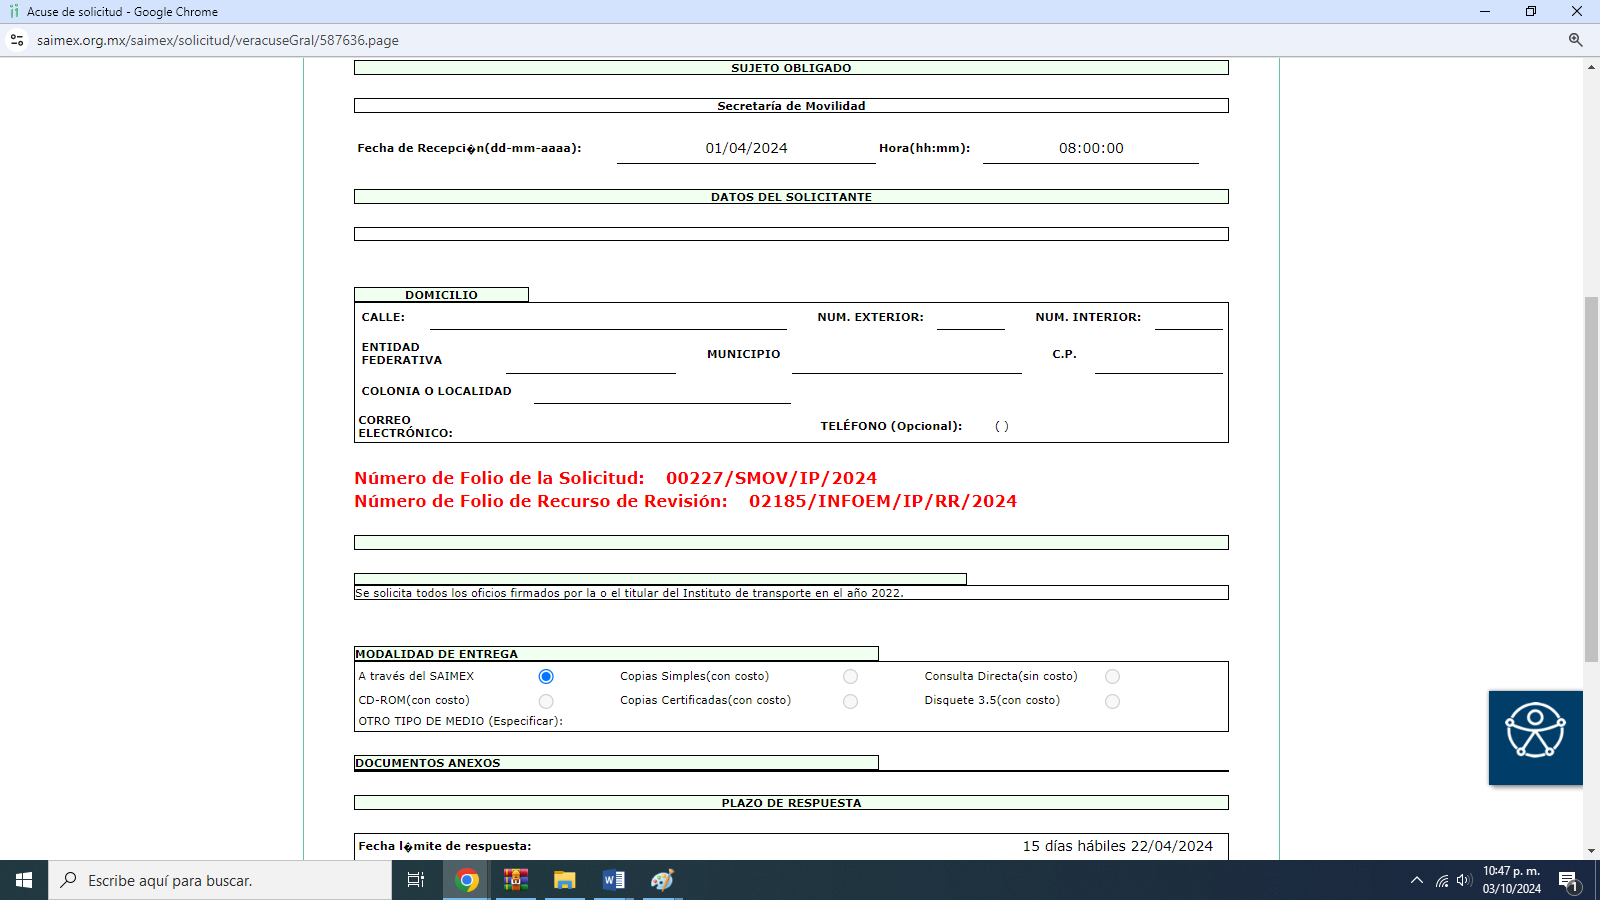 Acuse de solicitud - Google Chrome
saimex.org.mx/saimex/solicitud/veracuseGral/587636.page
SUJETO OBLIGADO
Secretaría de Movilidad
Fecha de Recepci�n(dd-mm-aaaa): 01/04/2024 Hora(hh:mm): 08:00:00
DATOS DEL SOLICITANTE
DOMICILIO
CALLE: NUM. EXTERIOR: NUM. INTERIOR:
ENTIDAD
FEDERATIVA MUNICIPIO C.P.
COLONIA O LOCALIDAD
CORREO
ELECTRÓNICO: TELÉFONO (Opcional): ( )
Número de Folio de la Solicitud: 00227/SMOV/IP/2024
Número de Folio de Recurso de Revisión: 02185/INFOEM/IP/RR/2024
Se solicita todos los oficios firmados por la o el titular del Instituto de transporte en el año 2022.
MODALIDAD DE ENTREGA
A través del SAIMEX Copias Simples(con costo) Consulta Directa(sin costo)
CD-ROM(con costo) Copias Certificadas(con costo) Disquete 3.5(con costo)
OTRO TIPO DE MEDIO (Especificar):
DOCUMENTOS ANEXOS
PLAZO DE RESPUESTA
Fecha l�mite de respuesta: 15 días hábiles 22/04/2024
Escribe aquí para buscar.
10:47 p. m.
03/10/2024
1